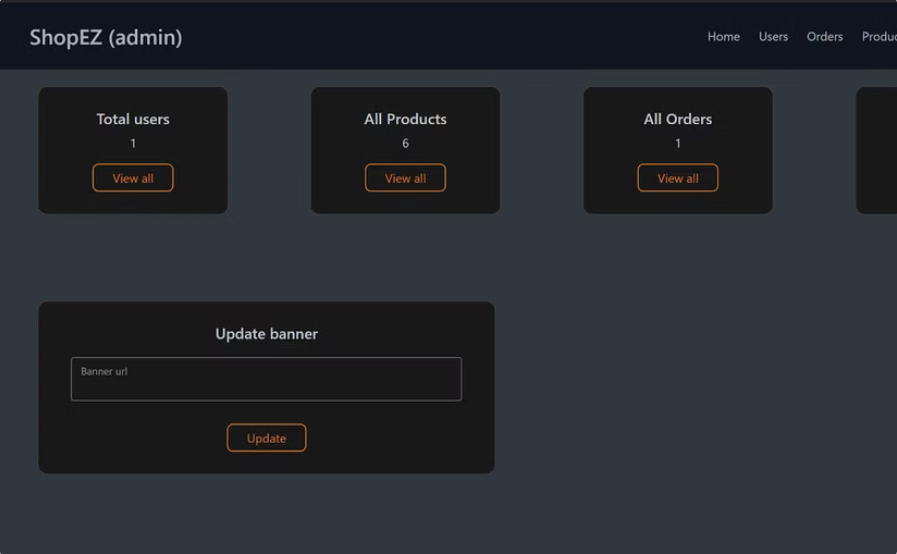 ShopEZ (admin)
Home Users Orders
Total users
1
View all
All Products
6
View all
All Orders
1
View all
Update banner
Banner url
Update